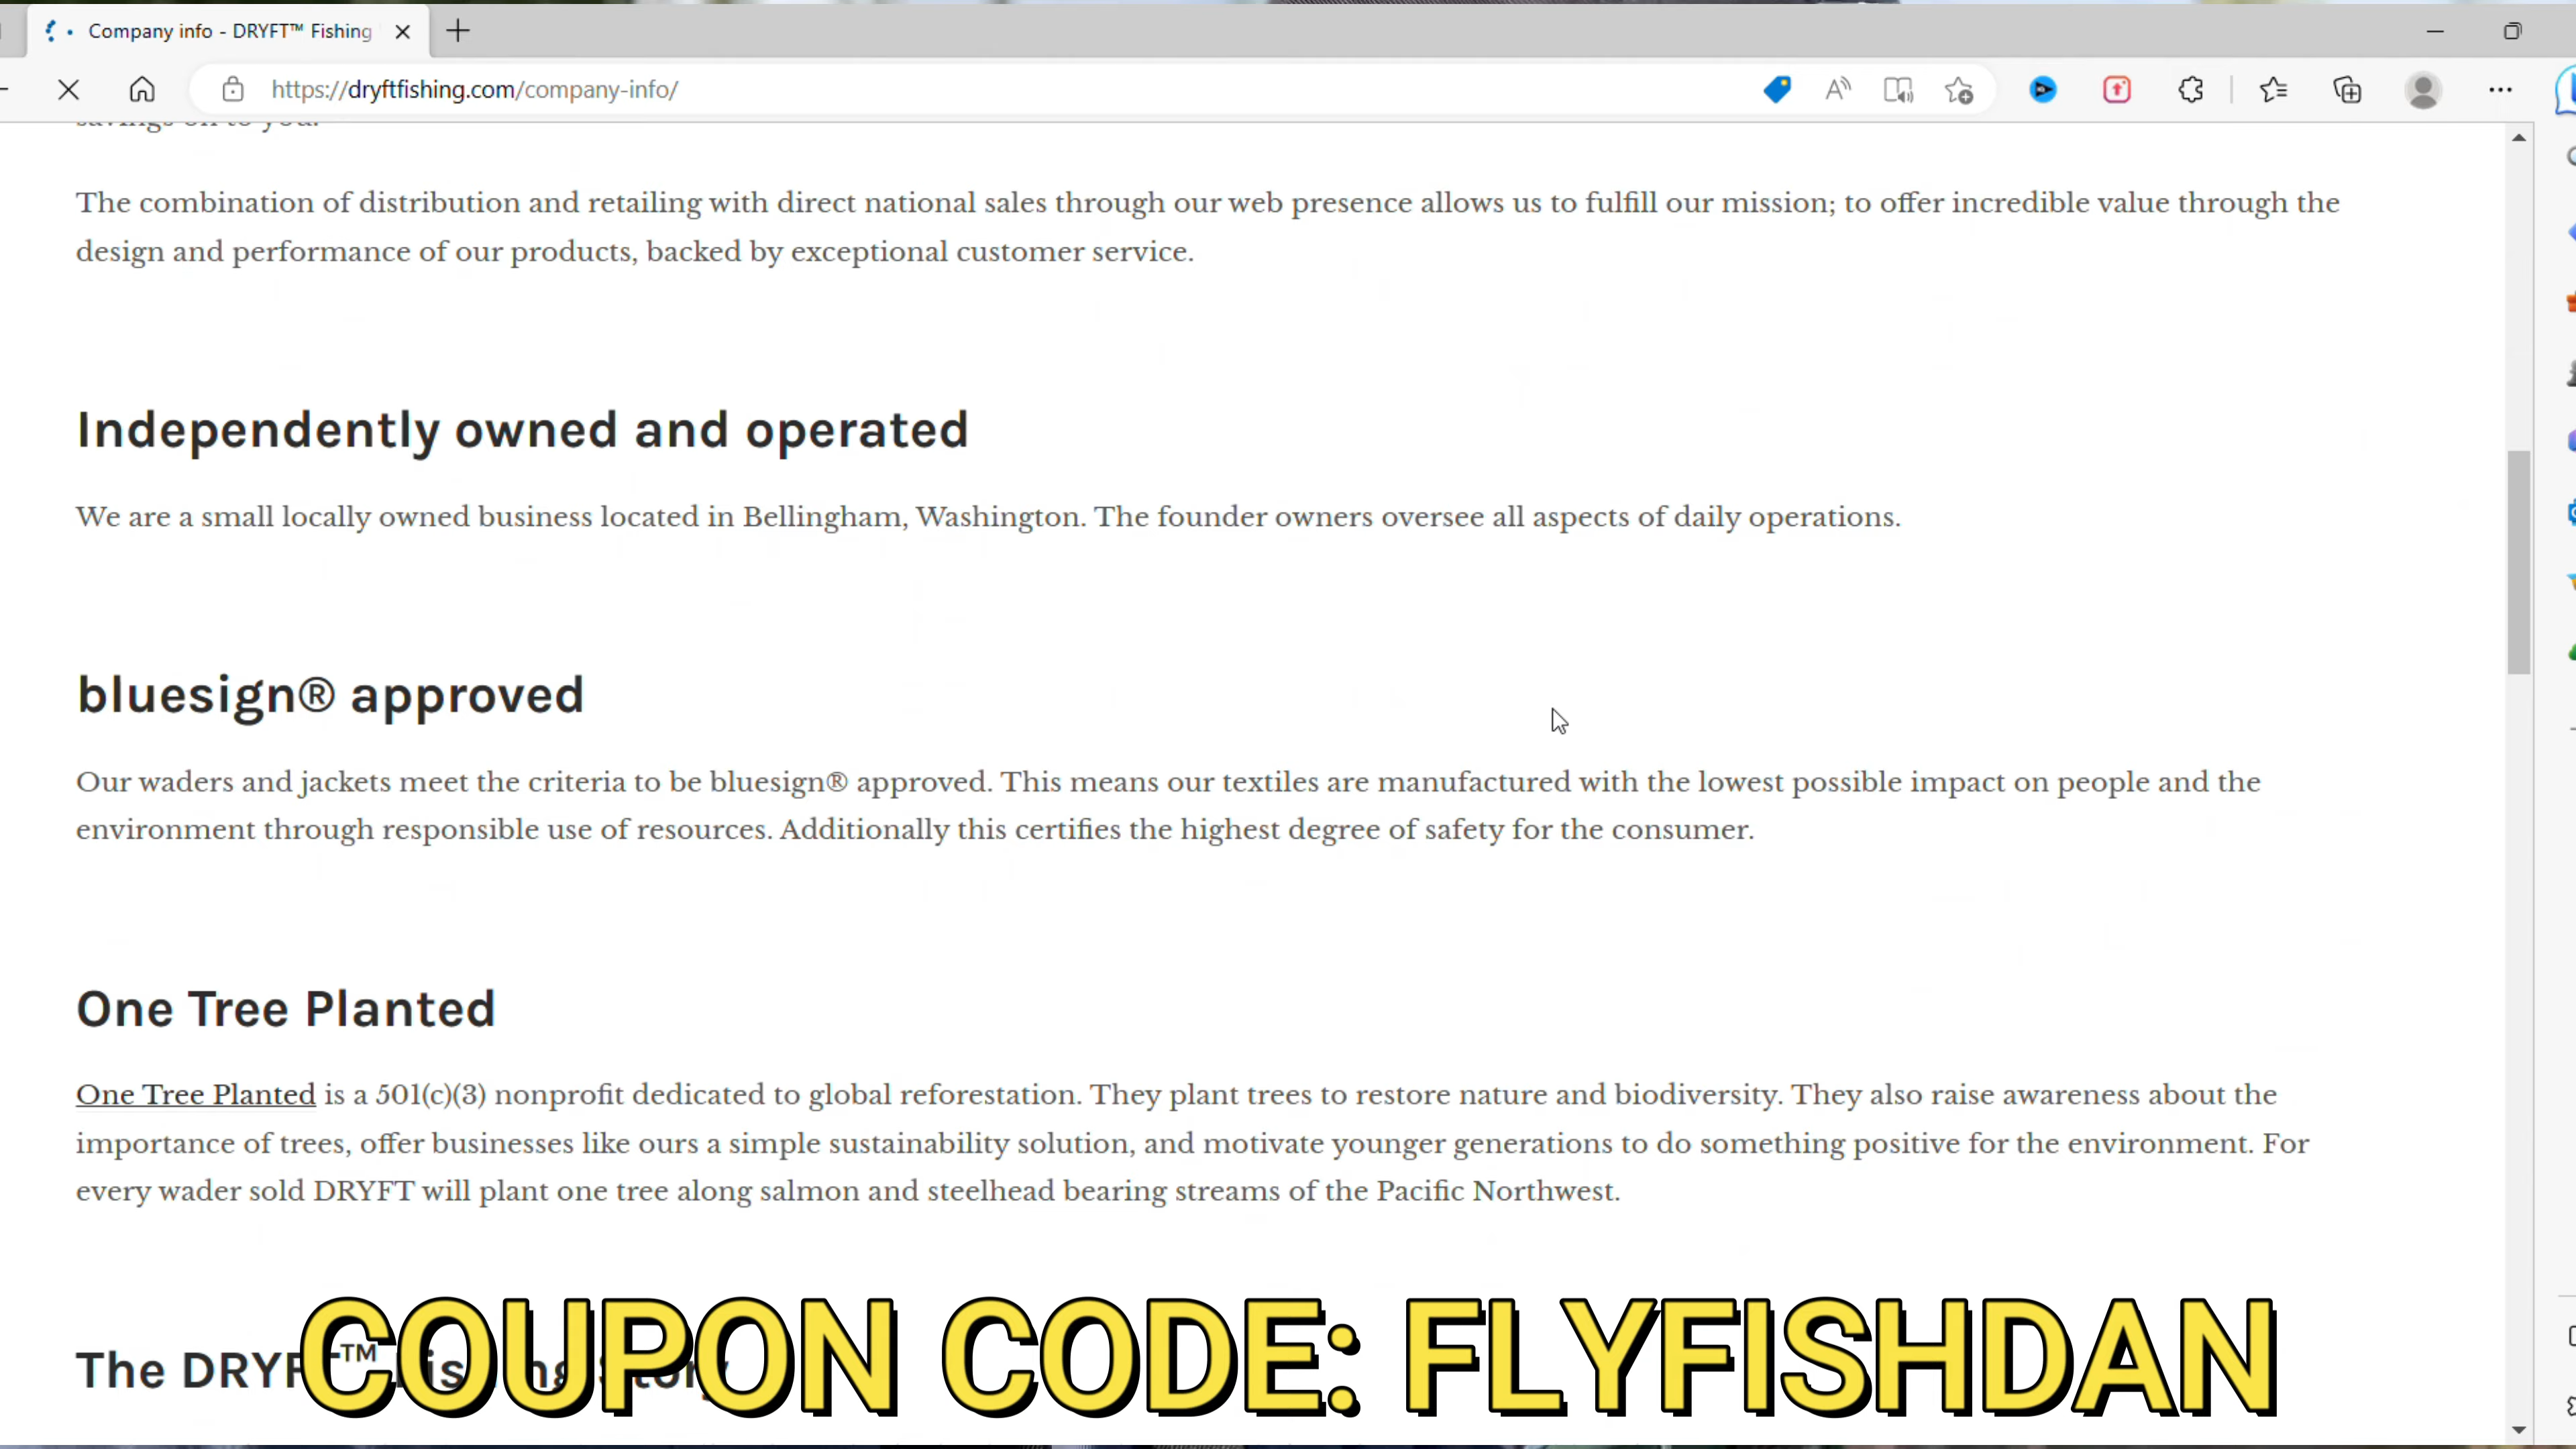 Company info - DRYFT™ Fishing
https://dryftfishing.com/company-info/
savings on to you.
The combination of distribution and retailing with direct national sales through our web presence allows us to fulfill our mission; to offer incredible value through the
design and performance of our products, backed by exceptional customer service.
Independently owned and operated
We are a small locally owned business located in Bellingham, Washington. The founder owners oversee all aspects of daily operations.
bluesign® approved
Our waders and jackets meet the criteria to be bluesign® approved. This means our textiles are manufactured with the lowest possible impact on people and the
environment through responsible use of resources. Additionally this certifies the highest degree of safety for the consumer.
One Tree Planted
One Tree Planted is a 501(c)(3) nonprofit dedicated to global reforestation. They plant trees to restore nature and biodiversity. They also raise awareness about the
importance of trees, offer businesses like ours a simple sustainability solution, and motivate younger generations to do something positive for the environment. For
every wader sold DRYFT will plant one tree along salmon and steelhead bearing streams of the Pacific Northwest.
The DRYFT™ Fishing Story
COUPON CODE: FLYFISHDAN